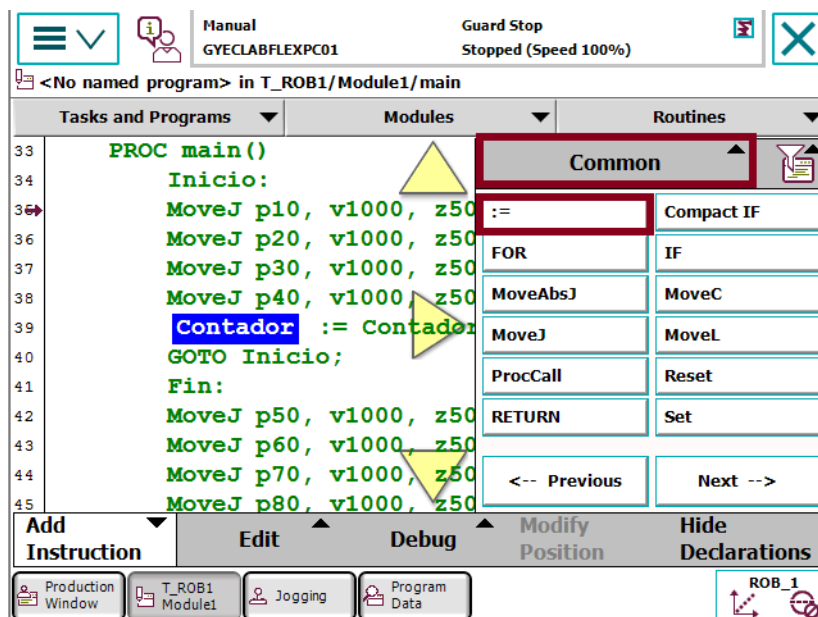 Manual
GYECLABFLEXPC01
Guard Stop
Stopped (Speed 100%)
<No named program> in T_ROB1/Module1/main
Tasks and Programs
Modules
Routines
33 PROC main()
34 Inicio:
35 MoveJ p10, v1000, z50
36 MoveJ p20, v1000, z50
37 MoveJ p30, v1000, z50
38 MoveJ p40, v1000, z50
39 Contador := Contador
40 GOTO Inicio;
41 Fin:
42 MoveJ p50, v1000, z50
43 MoveJ p60, v1000, z50
44 MoveJ p70, v1000, z50
45 MoveJ p80, v1000, z50
Common
:= Compact IF
FOR IF
MoveAbsJ MoveC
MoveJ MoveL
ProcCall Reset
RETURN Set
<-- Previous Next -->
Add Instruction
Edit
Debug
Modify Position
Hide Declarations
Production Window
T_ROB1 Module1
Jogging
Program Data
ROB_1